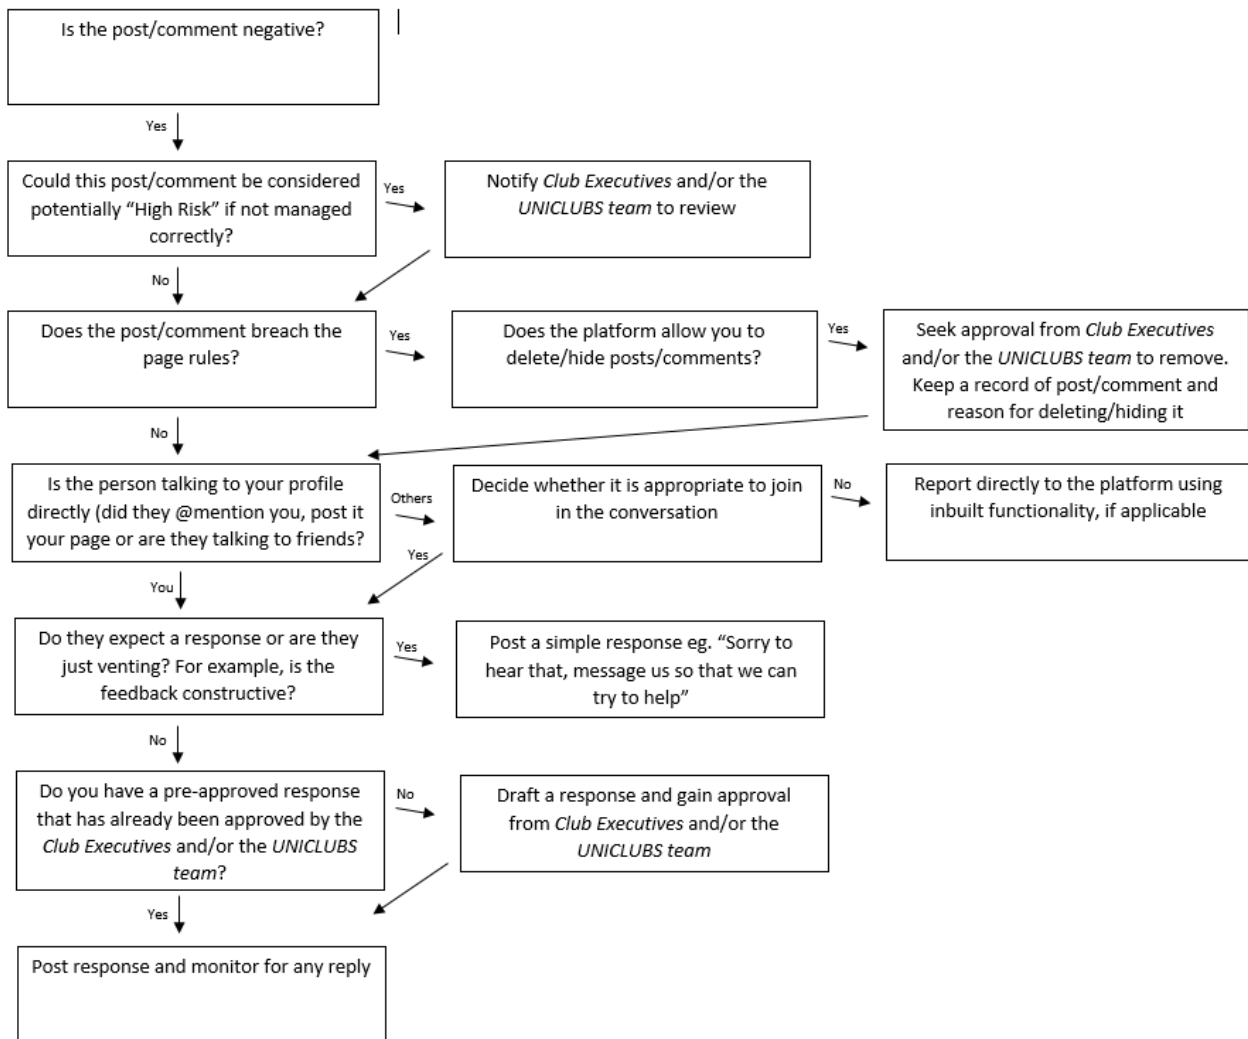 Is the post/comment negative?
Yes
Could this post/comment be considered
potentially “High Risk” if not managed
correctly?
Yes
Notify Club Executives and/or the
UNICLUBS team to review
No
Does the post/comment breach the
page rules?
Yes
Does the platform allow you to
delete/hide posts/comments?
Yes
Seek approval from Club Executives
and/or the UNICLUBS team to remove.
Keep a record of post/comment and
reason for deleting/hiding it
No
Is the person talking to your profile
directly (did they @mention you, post it
your page or are they talking to friends?
Others
Decide whether it is appropriate to join
in the conversation
No
Report directly to the platform using
inbuilt functionality, if applicable
Yes
You
Do they expect a response or are they
just venting? For example, is the
feedback constructive?
Yes
Post a simple response eg. “Sorry to
hear that, message us so that we can
try to help”
No
Do you have a pre-approved response
that has already been approved by the
Club Executives and/or the UNICLUBS
team?
No
Draft a response and gain approval
from Club Executives and/or the
UNICLUBS team
Yes
Post response and monitor for any reply